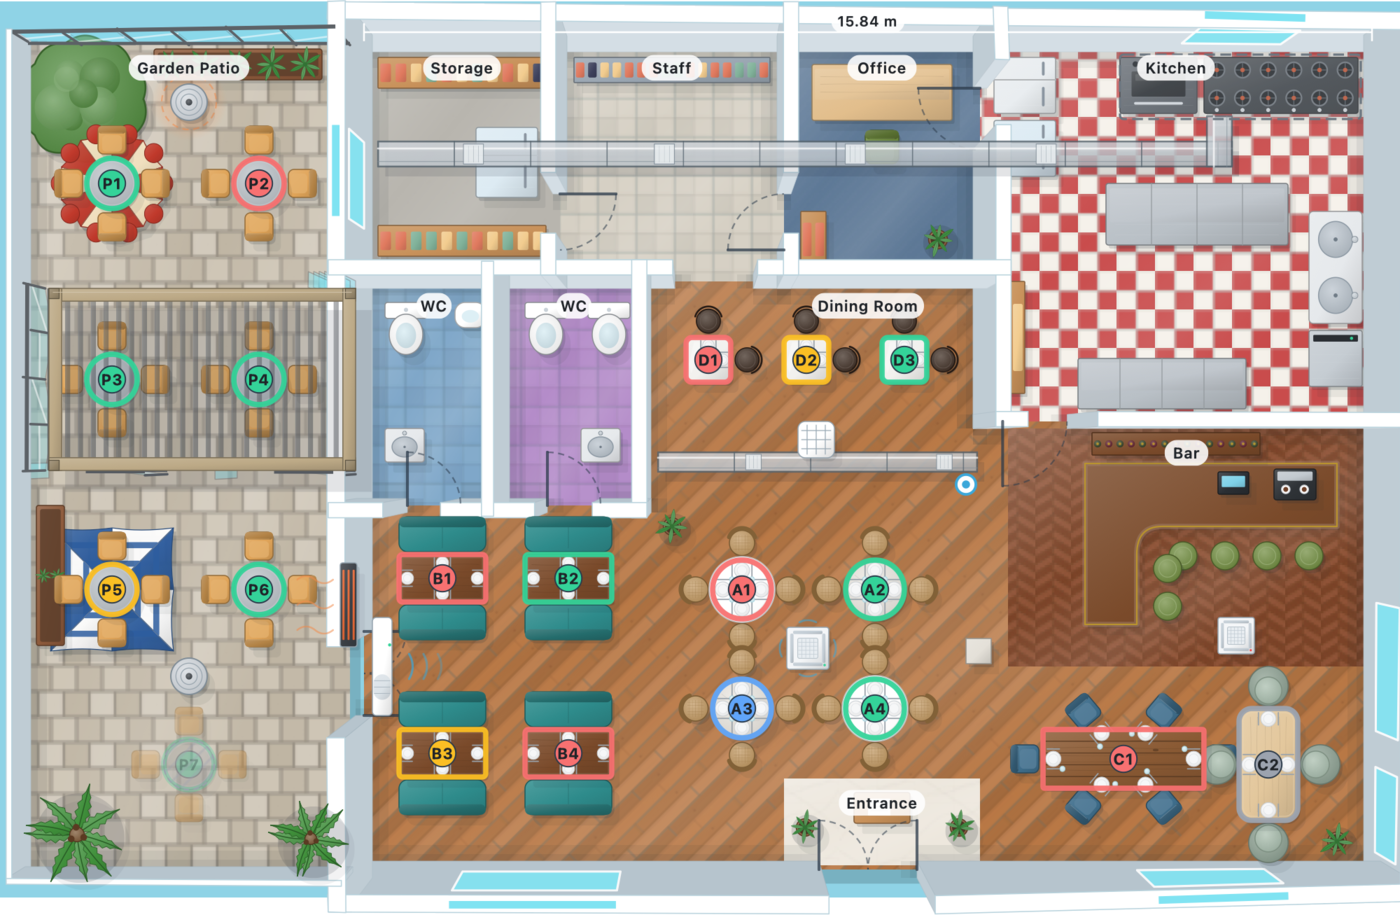 15.84 m
Garden Patio
Storage
Staff
Office
Kitchen
P1
P2
WC
WC
Dining Room
D1
D2
D3
P3
P4
Bar
P5
P6
B1
B2
A1
A2
A3
A4
P7
B3
B4
C1
C2
Entrance